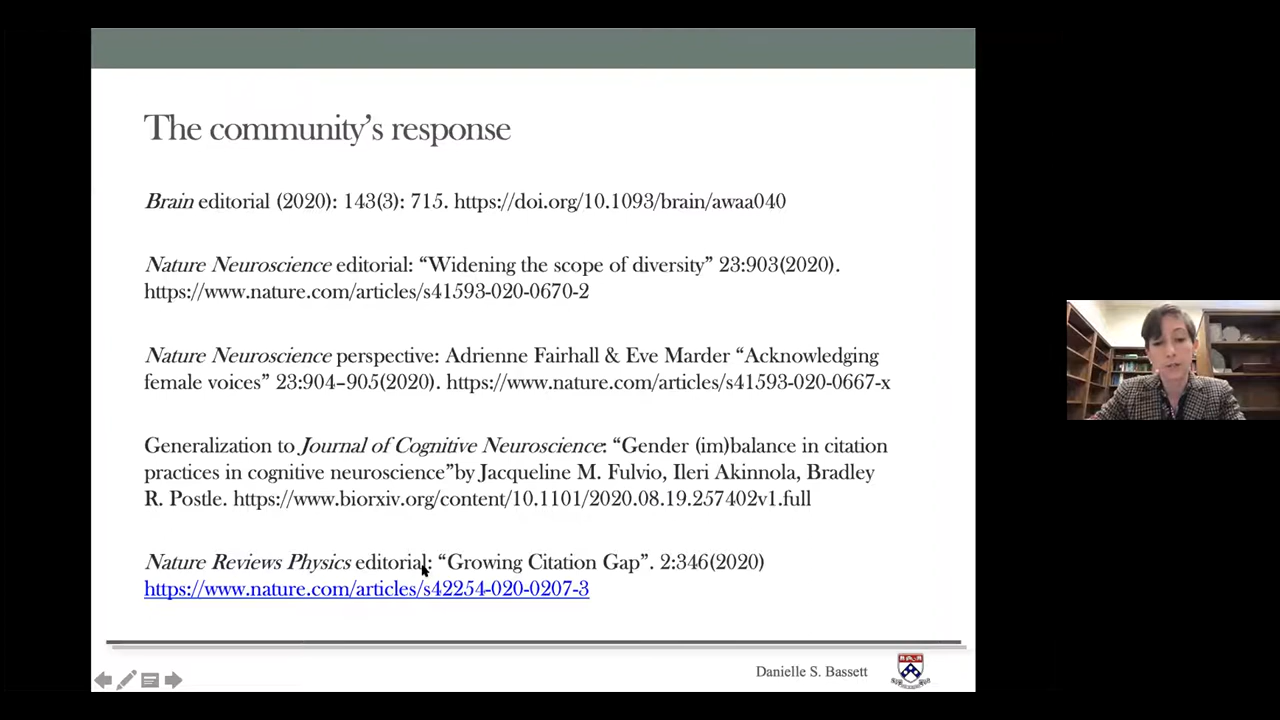 The community’s response
Brain editorial (2020): 143(3): 715. https://doi.org/10.1093/brain/awaa040
Nature Neuroscience editorial: “Widening the scope of diversity” 23:903(2020).
https://www.nature.com/articles/s41593-020-0670-2
Nature Neuroscience perspective: Adrienne Fairhall & Eve Marder “Acknowledging
female voices” 23:904–905(2020). https://www.nature.com/articles/s41593-020-0667-x
Generalization to Journal of Cognitive Neuroscience: “Gender (im)balance in citation
practices in cognitive neuroscience”by Jacqueline M. Fulvio, Ileri Akinnola, Bradley
R. Postle. https://www.biorxiv.org/content/10.1101/2020.08.19.257402v1.full
Nature Reviews Physics editorial: “Growing Citation Gap”. 2:346(2020)
https://www.nature.com/articles/s42254-020-0207-3
Danielle S. Bassett